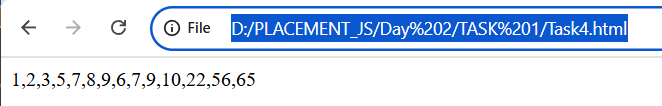 File D:/PLACEMENT_JS/Day%202/TASK%201/Task4.html
1,2,3,5,7,8,9,6,7,9,10,22,56,65